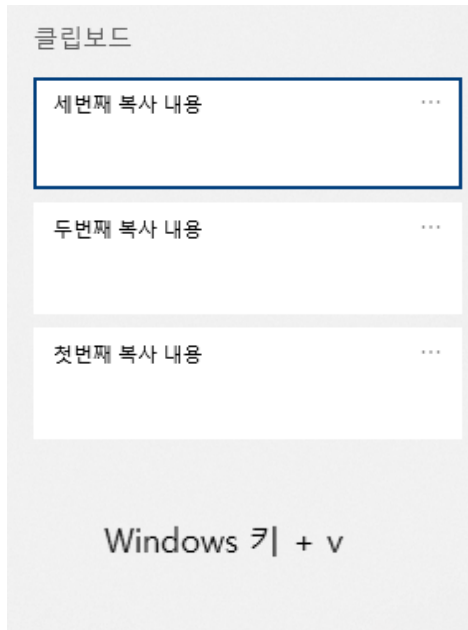 클립보드
세번째 복사 내용
두번째 복사 내용
첫번째 복사 내용
Windows 키 + v